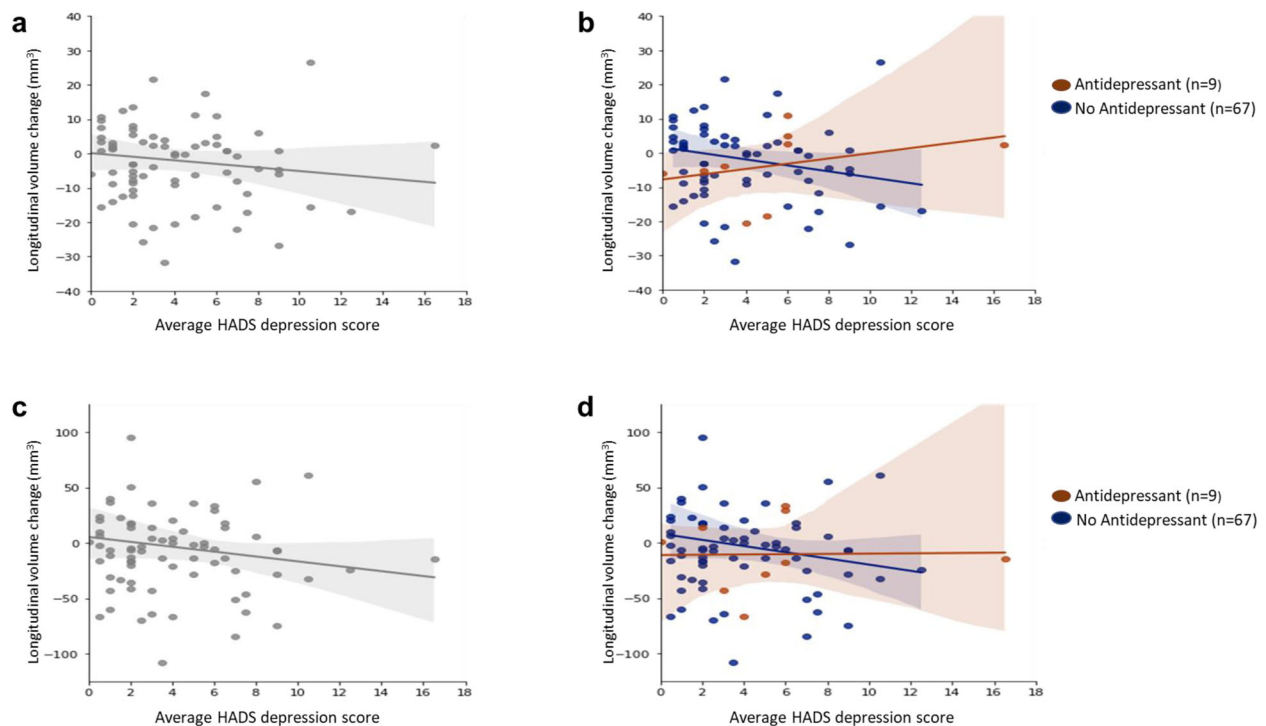 a
b
Longitudinal volume change (mm³)
40
30
20
10
0
−10
−20
−30
−40
0 2 4 6 8 10 12 14 16 18
Average HADS depression score
Longitudinal volume change (mm³)
40
30
20
10
0
−10
−20
−30
−40
0 2 4 6 8 10 12 14 16 18
Average HADS depression score
Antidepressant (n=9)
No Antidepressant (n=67)
c
d
Longitudinal volume change (mm³)
100
50
0
−50
−100
0 2 4 6 8 10 12 14 16 18
Average HADS depression score
Longitudinal volume change (mm³)
100
50
0
−50
−100
0 2 4 6 8 10 12 14 16 18
Average HADS depression score
Antidepressant (n=9)
No Antidepressant (n=67)